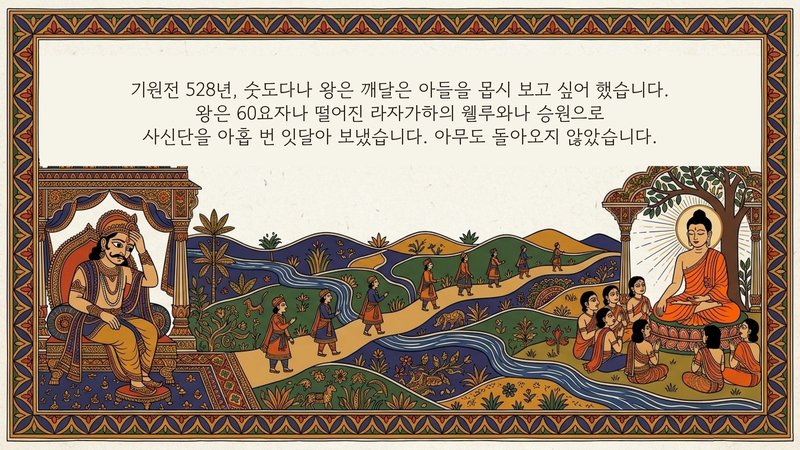 기원전 528년, 숫도다나 왕은 깨달은 아들을 몹시 보고 싶어 했습니다.
왕은 60요자나 떨어진 라자가하의 웰루와나 승원으로
사신단을 아홉 번 잇달아 보냈습니다. 아무도 돌아오지 않았습니다.